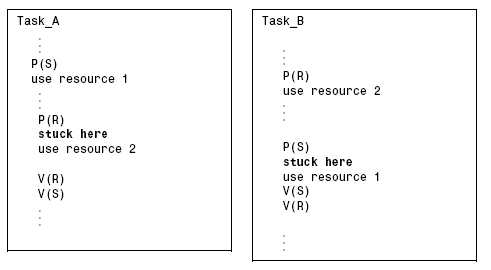 Task_A
.
.
.
P(S)
use resource 1
.
.
.
P(R)
stuck here
use resource 2
V(R)
V(S)
.
.
.
Task_B
.
.
.
P(R)
use resource 2
.
.
.
P(S)
stuck here
use resource 1
V(S)
V(R)
.
.
.